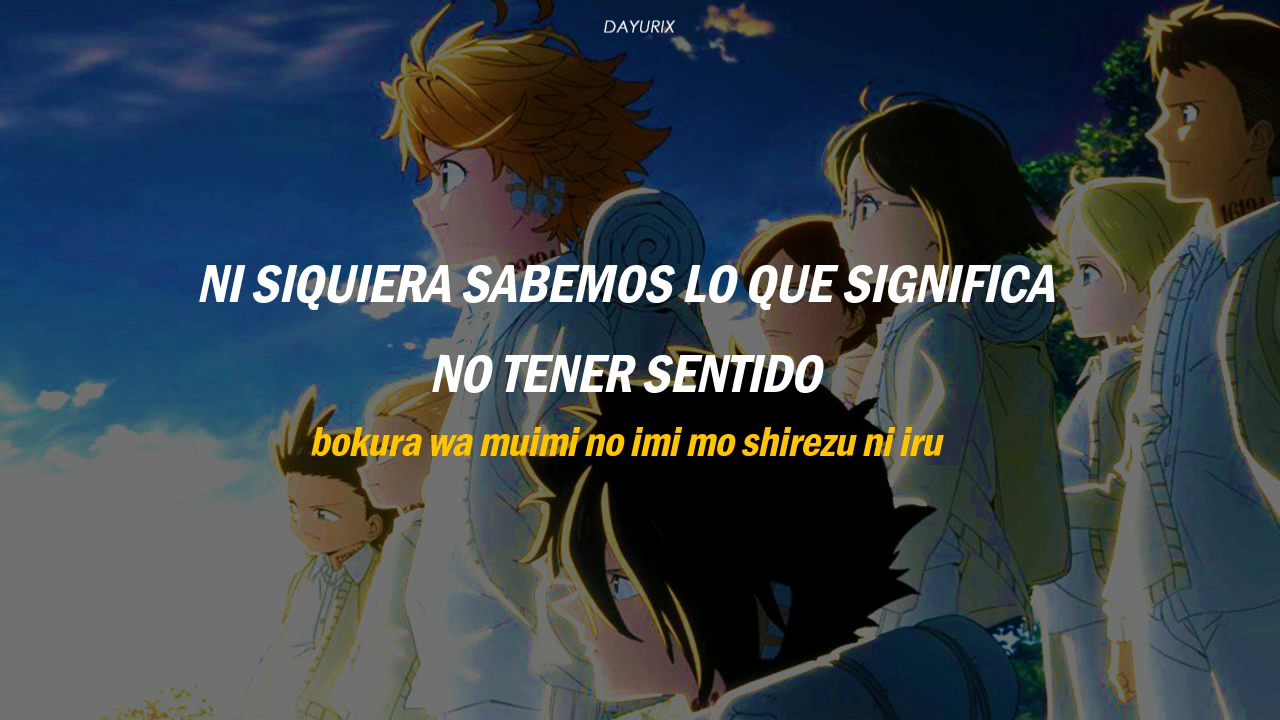 DAYURIX
NI SIQUIERA SABEMOS LO QUE SIGNIFICA
NO TENER SENTIDO
bokura wa muimi no imi mo shirezu ni iru